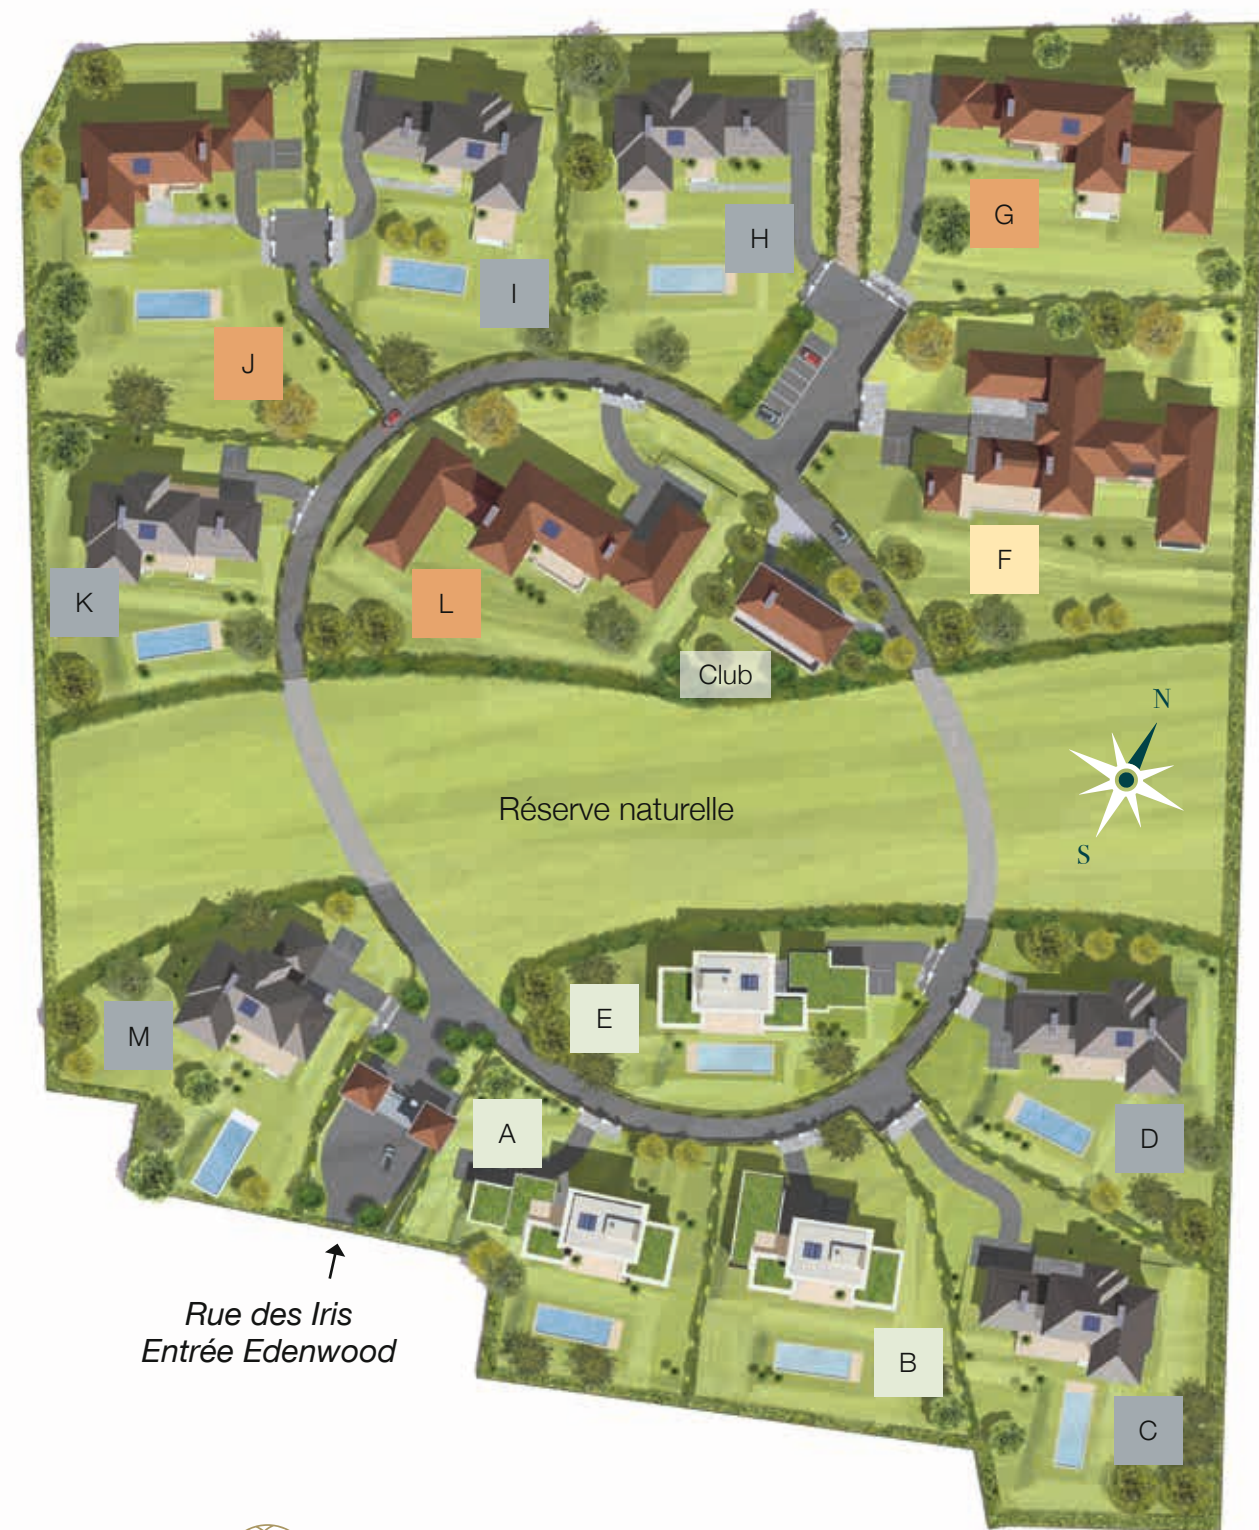 H
G
I
J
F
K
L
Club
N
Réserve naturelle
S
E
M
A
D
Rue des Iris
Entrée Edenwood
B
C